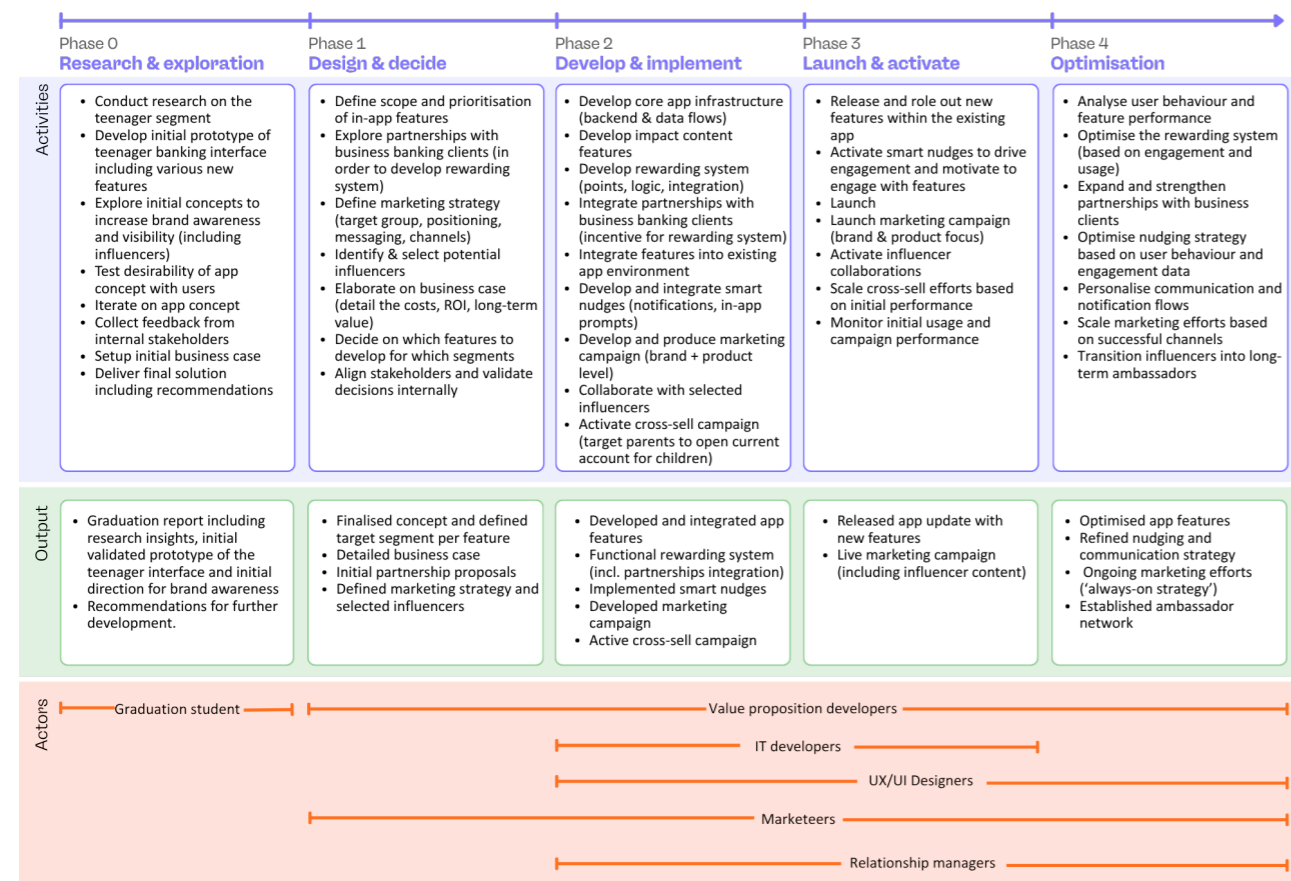 Phase 0
Research & exploration
Phase 1
Design & decide
Phase 2
Develop & implement
Phase 3
Launch & activate
Phase 4
Optimisation
Activities
• Conduct research on the
teenager segment
• Develop initial prototype of
teenager banking interface
including various new
features
• Explore initial concepts to
increase brand awareness
and visibility (including
influencers)
• Test desirability of app
concept with users
• Iterate on app concept
• Collect feedback from
internal stakeholders
• Setup initial business case
• Deliver final solution
including recommendations
• Define scope and prioritisation
of in-app features
• Explore partnerships with
business banking clients (in
order to develop rewarding
system)
• Define marketing strategy
(target group, positioning,
messaging, channels)
• Identify & select potential
influencers
• Elaborate on business case
(detail the costs, ROI, long-term
value)
• Decide on which features to
develop for which segments
• Align stakeholders and validate
decisions internally
• Develop core app infrastructure
(backend & data flows)
• Develop impact content
features
• Develop rewarding system
(points, logic, integration)
• Integrate partnerships with
business banking clients
(incentive for rewarding system)
• Integrate features into existing
app environment
• Develop and integrate smart
nudges (notifications, in-app
prompts)
• Develop and produce marketing
campaign (brand + product
level)
• Collaborate with selected
influencers
• Activate cross-sell campaign
(target parents to open current
account for children)
• Release and role out new
features within the existing
app
• Activate smart nudges to drive
engagement and motivate to
engage with features
• Launch
• Launch marketing campaign
(brand & product focus)
• Activate influencer
collaborations
• Scale cross-sell efforts based
on initial performance
• Monitor initial usage and
campaign performance
• Analyse user behaviour and
feature performance
• Optimise the rewarding system
(based on engagement and
usage)
• Expand and strengthen
partnerships with business
clients
• Optimise nudging strategy
based on user behaviour and
engagement data
• Personalise communication and
notification flows
• Scale marketing efforts based
on successful channels
• Transition influencers into long-
term ambassadors
Output
• Graduation report including
research insights, initial
validated prototype of the
teenager interface and initial
direction for brand awareness
• Recommendations for further
development.
• Finalised concept and defined
target segment per feature
• Detailed business case
• Initial partnership proposals
• Defined marketing strategy and
selected influencers
• Developed and integrated app
features
• Functional rewarding system
(incl. partnerships integration)
• Implemented smart nudges
• Developed marketing
campaign
• Active cross-sell campaign
• Released app update with
new features
• Live marketing campaign
(including influencer content)
• Optimised app features
• Refined nudging and
communication strategy
• Ongoing marketing efforts
(‘always-on strategy’)
• Established ambassador
network
Actors
Graduation student
Value proposition developers
IT developers
UX/UI Designers
Marketeers
Relationship managers